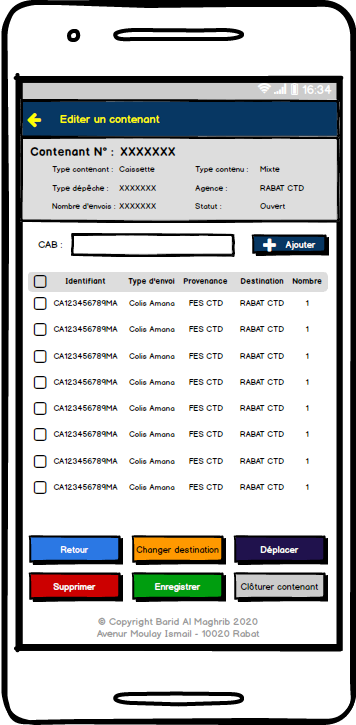 16:34
Editer un contenant
Contenant N° : XXXXXXX
Type contenant : Caissette Type contenu : Mixte
Type dépêche : XXXXXXX Agence : RABAT CTD
Nombre d'envois : XXXXXXX Statut : Ouvert
CAB : Ajouter
Identifiant Type d'envoi Provenance Destination Nombre
CA123456789MA Colis Amana FES CTD RABAT CTD 1
CA123456789MA Colis Amana FES CTD RABAT CTD 1
CA123456789MA Colis Amana FES CTD RABAT CTD 1
CA123456789MA Colis Amana FES CTD RABAT CTD 1
CA123456789MA Colis Amana FES CTD RABAT CTD 1
CA123456789MA Colis Amana FES CTD RABAT CTD 1
CA123456789MA Colis Amana FES CTD RABAT CTD 1
CA123456789MA Colis Amana FES CTD RABAT CTD 1
Retour Changer destination Déplacer
Supprimer Enregistrer Clôturer contenant
© Copyright Barid Al Maghrib 2020
Avenur Moulay Ismail - 10020 Rabat